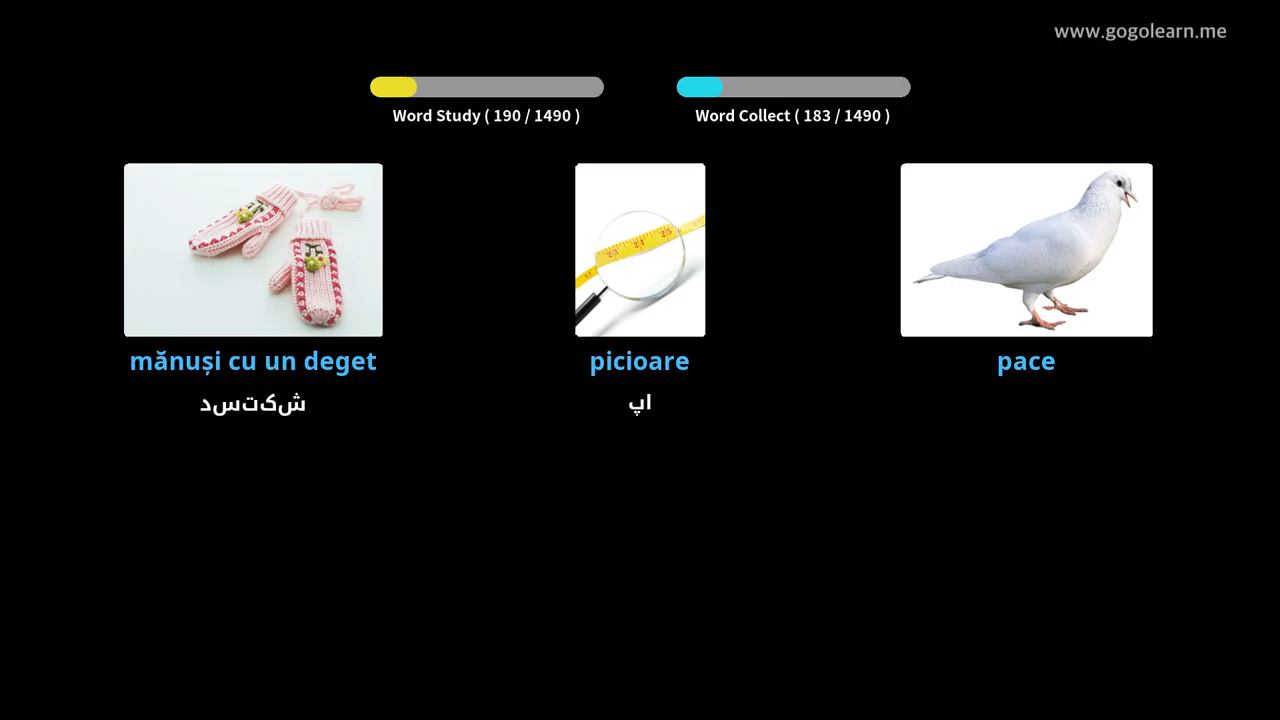 www.gogolearn.me
Word Study ( 190 / 1490 )
Word Collect ( 183 / 1490 )
mănuși cu un deget
شکتسد
picioare
اپ
pace